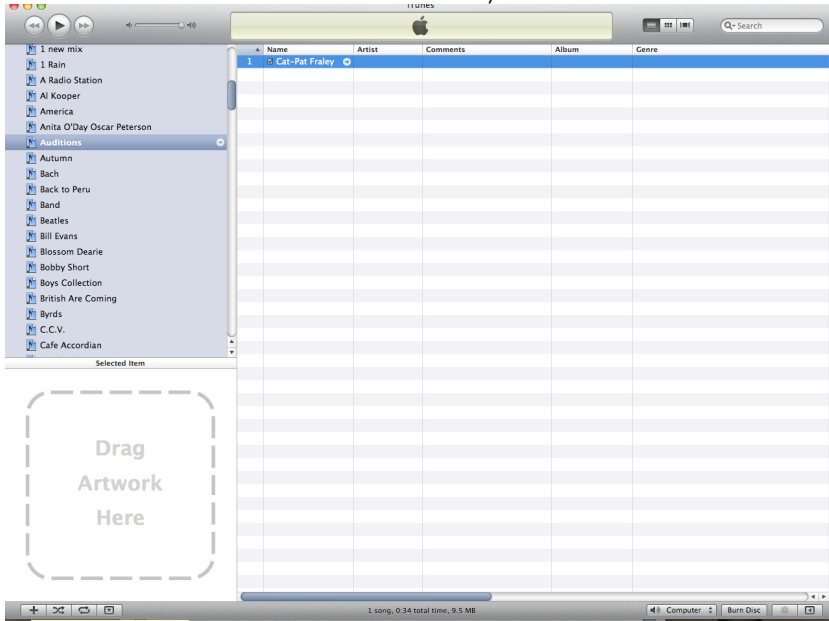 iTunes
Search
Name Artist Comments Album Genre
1 Cat-Pat Fraley
1 new mix
1 Rain
A Radio Station
Al Kooper
America
Anita O'Day Oscar Peterson
Auditions
Autumn
Bach
Back to Peru
Band
Beatles
Bill Evans
Blossom Dearie
Bobby Short
Boys Collection
British Are Coming
Byrds
C.C.V.
Cafe Accordian
Selected Item
Drag
Artwork
Here
1 song, 0:34 total time, 9.5 MB
Computer
Burn Disc